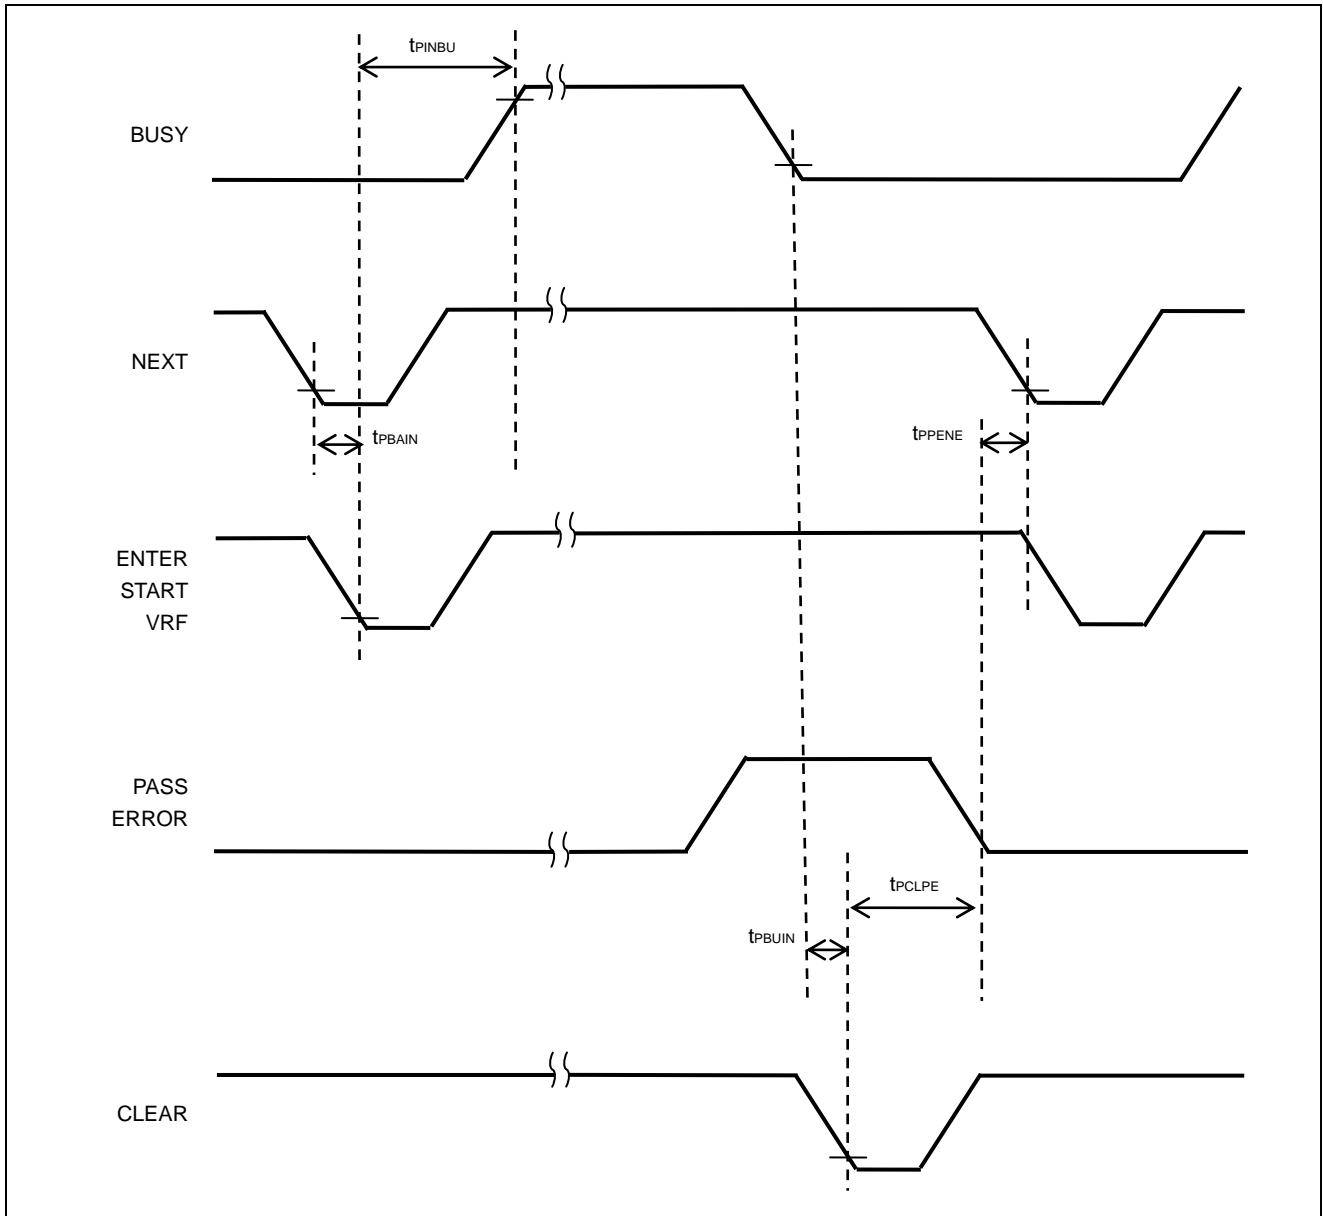 tPINBU
BUSY
NEXT
tPBAIN
tPPENE
ENTER
START
VRF
PASS
ERROR
tPCLPE
tPBUIN
CLEAR